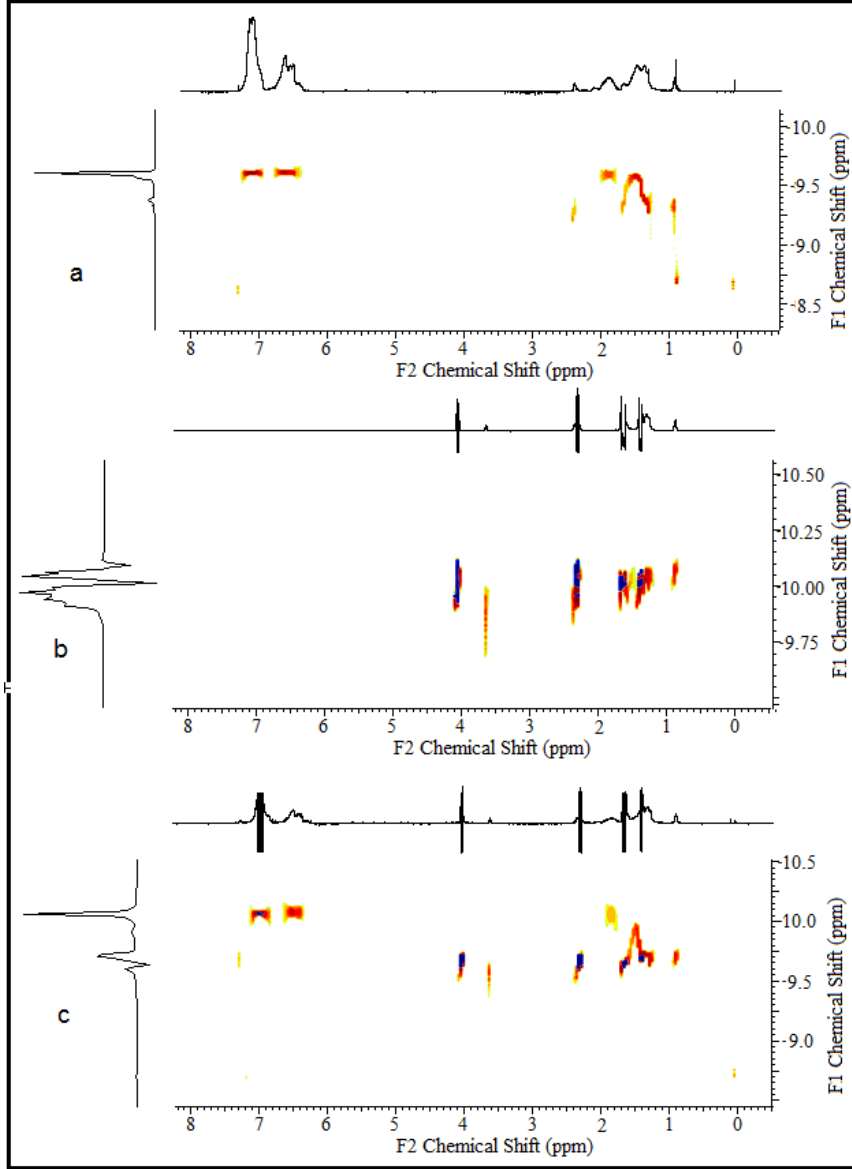 10.0
9.5
9.0
8.5
F1 Chemical Shift (ppm)
a
8 7 6 5 4 3 2 1 0
F2 Chemical Shift (ppm)
10.50
10.25
10.00
9.75
F1 Chemical Shift (ppm)
b
8 7 6 5 4 3 2 1 0
F2 Chemical Shift (ppm)
10.5
10.0
9.5
9.0
F1 Chemical Shift (ppm)
c
8 7 6 5 4 3 2 1 0
F2 Chemical Shift (ppm)